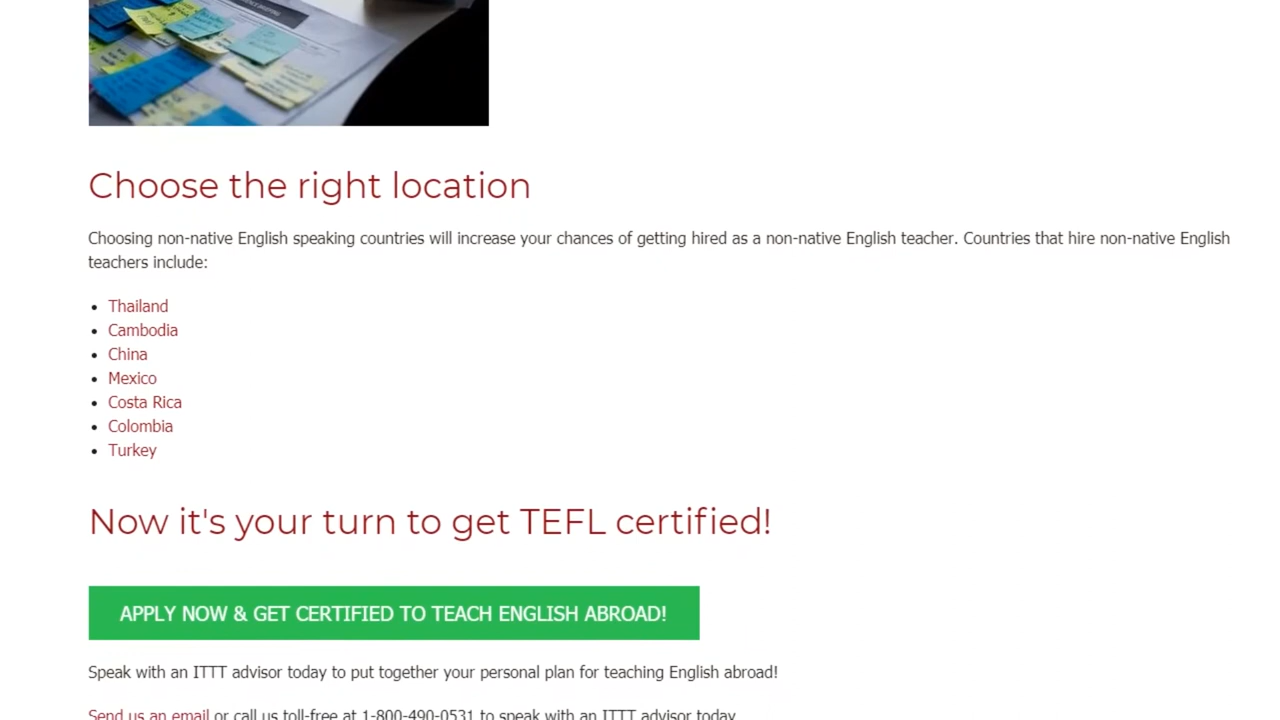 Choose the right location
Choosing non-native English speaking countries will increase your chances of getting hired as a non-native English teacher. Countries that hire non-native English
teachers include:
Thailand
Cambodia
China
Mexico
Costa Rica
Colombia
Turkey
Now it's your turn to get TEFL certified!
APPLY NOW & GET CERTIFIED TO TEACH ENGLISH ABROAD!
Speak with an ITTT advisor today to put together your personal plan for teaching English abroad!
Send us an email or call us toll-free at 1-800-490-0531 to speak with an ITTT advisor today.